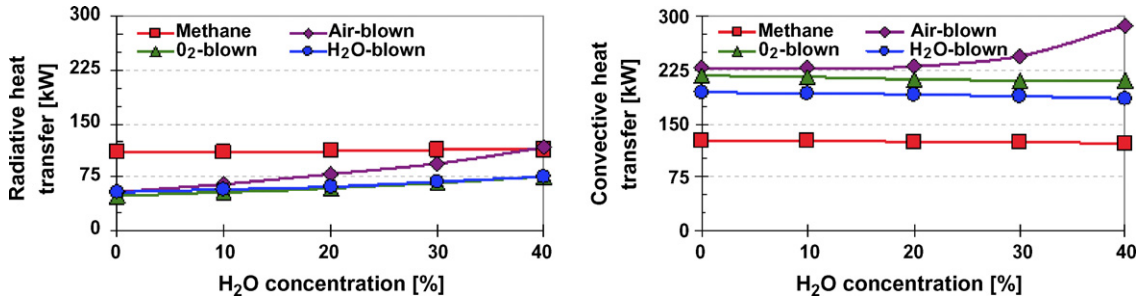 300
225
150
75
0
Radiative heat
transfer [kW]
Methane
Air-blown
0₂-blown
H₂O-blown
0 10 20 30 40
H₂O concentration [%]
300
225
150
75
0
Convective heat
transfer [kW]
Methane
Air-blown
0₂-blown
H₂O-blown
0 10 20 30 40
H₂O concentration [%]